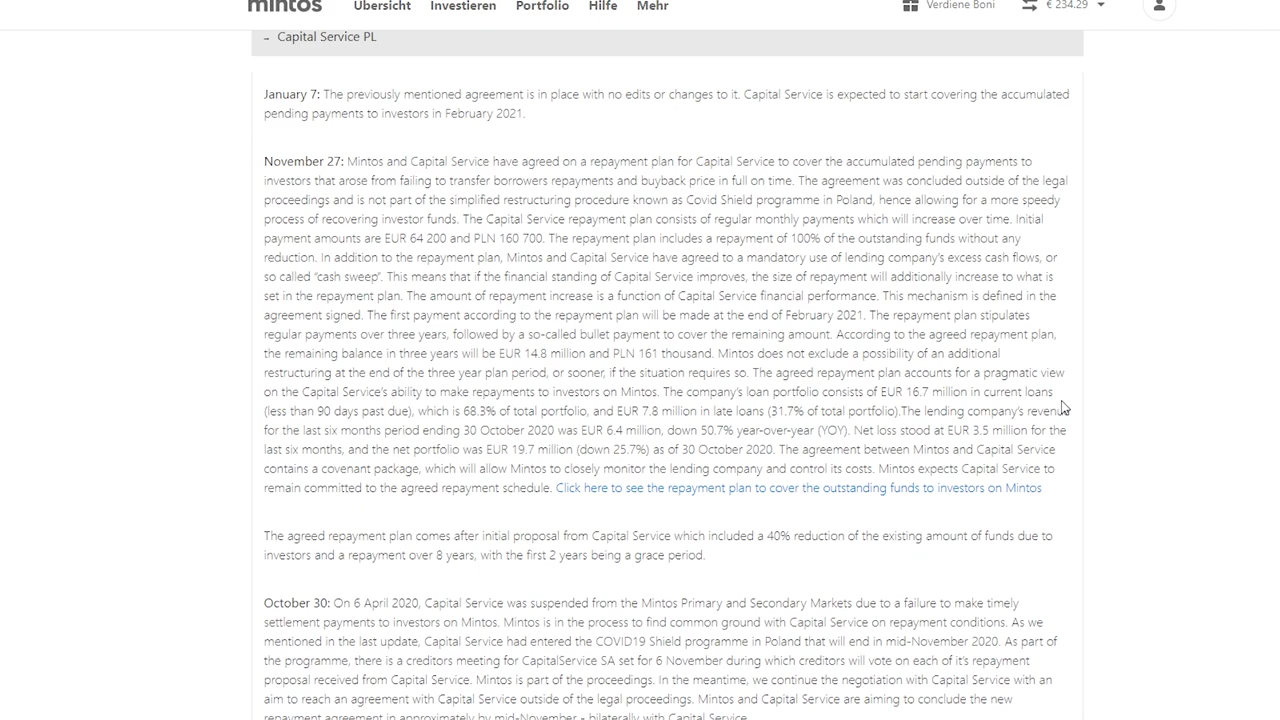 mintos Übersicht Investieren Portfolio Hilfe Mehr Verdiene Boni € 234.29
– Capital Service PL
January 7: The previously mentioned agreement is in place with no edits or changes to it. Capital Service is expected to start covering the accumulated
pending payments to investors in February 2021.
November 27: Mintos and Capital Service have agreed on a repayment plan for Capital Service to cover the accumulated pending payments to
investors that arose from failing to transfer borrowers repayments and buyback price in full on time. The agreement was concluded outside of the legal
proceedings and is not part of the simplified restructuring procedure known as Covid Shield programme in Poland, hence allowing for a more speedy
process of recovering investor funds. The Capital Service repayment plan consists of regular monthly payments which will increase over time. Initial
payment amounts are EUR 64 200 and PLN 160 700. The repayment plan includes a repayment of 100% of the outstanding funds without any
reduction. In addition to the repayment plan, Mintos and Capital Service have agreed to a mandatory use of lending company's excess cash flows, or
so called "cash sweep". This means that if the financial standing of Capital Service improves, the size of repayment will additionally increase to what is
set in the repayment plan. The amount of repayment increase is a function of Capital Service financial performance. This mechanism is defined in the
agreement signed. The first payment according to the repayment plan will be made at the end of February 2021. The repayment plan stipulates
regular payments over three years, followed by a so-called bullet payment to cover the remaining amount. According to the agreed repayment plan,
the remaining balance in three years will be EUR 14.8 million and PLN 161 thousand. Mintos does not exclude a possibility of an additional
restructuring at the end of the three year plan period, or sooner, if the situation requires so. The agreed repayment plan accounts for a pragmatic view
on the Capital Service's ability to make repayments to investors on Mintos. The company's loan portfolio consists of EUR 16.7 million in current loans
(less than 90 days past due), which is 68.3% of total portfolio, and EUR 7.8 million in late loans (31.7% of total portfolio).The lending company's revenue
for the last six months period ending 30 October 2020 was EUR 6.4 million, down 50.7% year-over-year (YOY). Net loss stood at EUR 3.5 million for the
last six months, and the net portfolio was EUR 19.7 million (down 25.7%) as of 30 October 2020. The agreement between Mintos and Capital Service
contains a covenant package, which will allow Mintos to closely monitor the lending company and control its costs. Mintos expects Capital Service to
remain committed to the agreed repayment schedule. Click here to see the repayment plan to cover the outstanding funds to investors on Mintos
The agreed repayment plan comes after initial proposal from Capital Service which included a 40% reduction of the existing amount of funds due to
investors and a repayment over 8 years, with the first 2 years being a grace period.
October 30: On 6 April 2020, Capital Service was suspended from the Mintos Primary and Secondary Markets due to a failure to make timely
settlement payments to investors on Mintos. Mintos is in the process to find common ground with Capital Service on repayment conditions. As we
mentioned in the last update, Capital Service had entered the COVID19 Shield programme in Poland that will end in mid-November 2020. As part of
the programme, there is a creditors meeting for CapitalService SA set for 6 November during which creditors will vote on each of it's repayment
proposal received from Capital Service. Mintos is part of the proceedings. In the meantime, we continue the negotiation with Capital Service with an
aim to reach an agreement with Capital Service outside of the legal proceedings. Mintos and Capital Service are aiming to conclude the new
repayment agreement in approximately by mid-November - bilaterally with Capital Service.